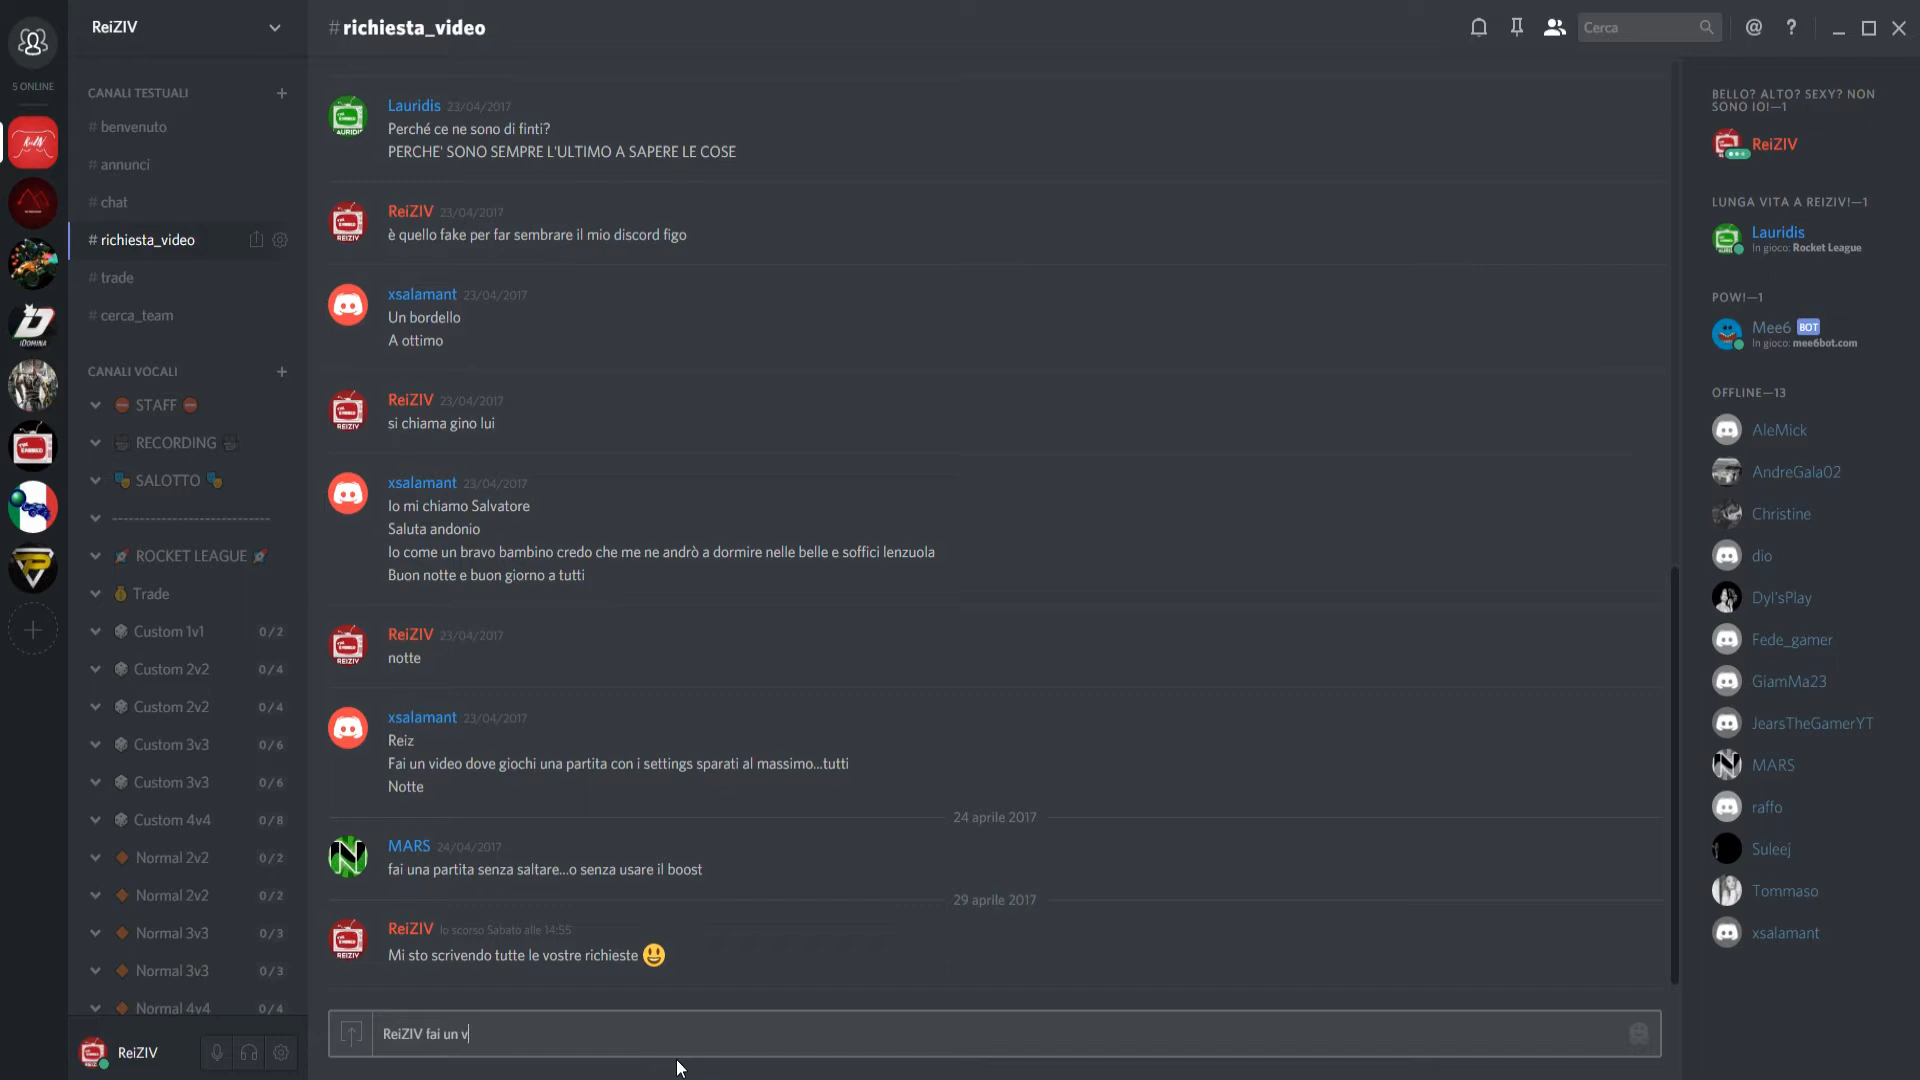 5 ONLINE
ReiZIV
CANALI TESTUALI
# benvenuto
# annunci
# chat
# richiesta_video
# trade
# cerca_team
CANALI VOCALI
STAFF
RECORDING
SALOTTO
----------------------------
ROCKET LEAGUE
Trade
Custom 1v1 0/2
Custom 2v2 0/4
Custom 2v2 0/4
Custom 3v3 0/6
Custom 3v3 0/6
Custom 4v4 0/8
Normal 2v2 0/2
Normal 2v2 0/2
Normal 3v3 0/3
Normal 3v3 0/3
Normal 4v4 0/4
ReiZIV
#richiesta_video
Cerca
Lauridis 23/04/2017
Perché ce ne sono di finti?
PERCHE' SONO SEMPRE L'ULTIMO A SAPERE LE COSE
ReiZIV 23/04/2017
è quello fake per far sembrare il mio discord figo
xsalamant 23/04/2017
Un bordello
A ottimo
ReiZIV 23/04/2017
si chiama gino lui
xsalamant 23/04/2017
Io mi chiamo Salvatore
Saluta andonio
Io come un bravo bambino credo che me ne andrò a dormire nelle belle e soffici lenzuola
Buon notte e buon giorno a tutti
ReiZIV 23/04/2017
notte
xsalamant 23/04/2017
Reiz
Fai un video dove giochi una partita con i settings sparati al massimo...tutti
Notte
24 aprile 2017
MARS 24/04/2017
fai una partita senza saltare...o senza usare il boost
29 aprile 2017
ReiZIV lo scorso Sabato alle 14:55
Mi sto scrivendo tutte le vostre richieste
ReiZIV fai un v
BELLO? ALTO? SEXY? NON
SONO IO!—1
ReiZIV
LUNGA VITA A REIZIV!—1
Lauridis
In gioco: Rocket League
POW!—1
Mee6 BOT
In gioco: mee6bot.com
OFFLINE—13
AleMick
AndreGala02
Christine
dio
Dyl'sPlay
Fede_gamer
GiamMa23
JearsTheGamerYT
MARS
raffo
Suleej
Tommaso
xsalamant